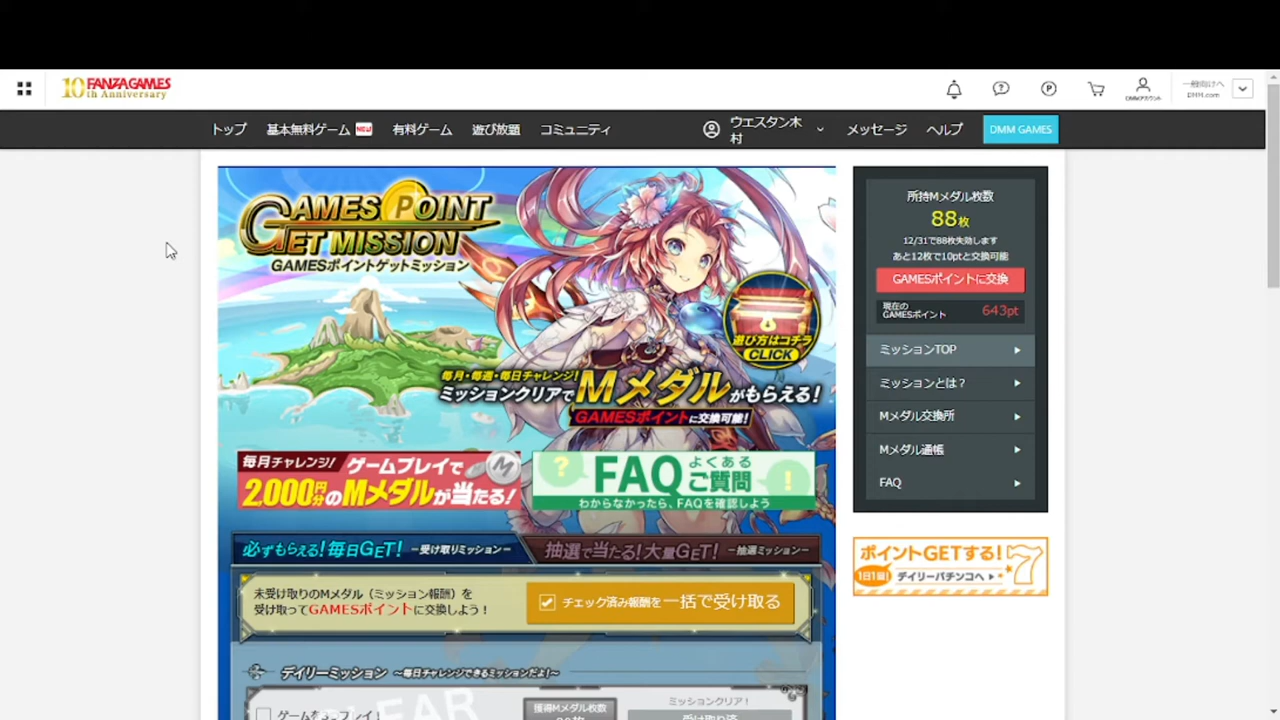 10th Anniversary FANZA GAMES
DMMアカウント
一般向けへ
DMM.com
トップ
基本無料ゲーム NEW
有料ゲーム
遊び放題
コミュニティ
ウエスタン木
村
メッセージ
ヘルプ
DMM GAMES
GAMES POINT
GET MISSION
GAMESポイントゲットミッション
遊び方はコチラ
CLICK
毎月・毎週・毎日チャレンジ!
ミッションクリアでMメダルがもらえる!
GAMESポイントに交換可能!
毎月チャレンジ! ゲームプレイで
2,000円分のMメダルが当たる!
FAQ よくある
ご質問
わからなかったら、FAQを確認しよう
必ずもらえる!毎日GET! -受け取りミッション-
抽選で当たる!大量GET! -抽選ミッション-
未受け取りのMメダル（ミッション報酬）を
受け取ってGAMESポイントに交換しよう！
チェック済み報酬を一括で受け取る
デイリーミッション ～毎日チャレンジできるミッションだよ!～
CLEAR
獲得Mメダル枚数
ミッションクリア！
受け取り済
所持Mメダル枚数
88枚
12/31で88枚失効します
あと12枚で10ptと交換可能
GAMESポイントに交換
現在の
GAMESポイント
643pt
ミッションTOP
ミッションとは？
Mメダル交換所
Mメダル通帳
FAQ
ポイントGETする!
1日1回! デイリーパチンコへ
7